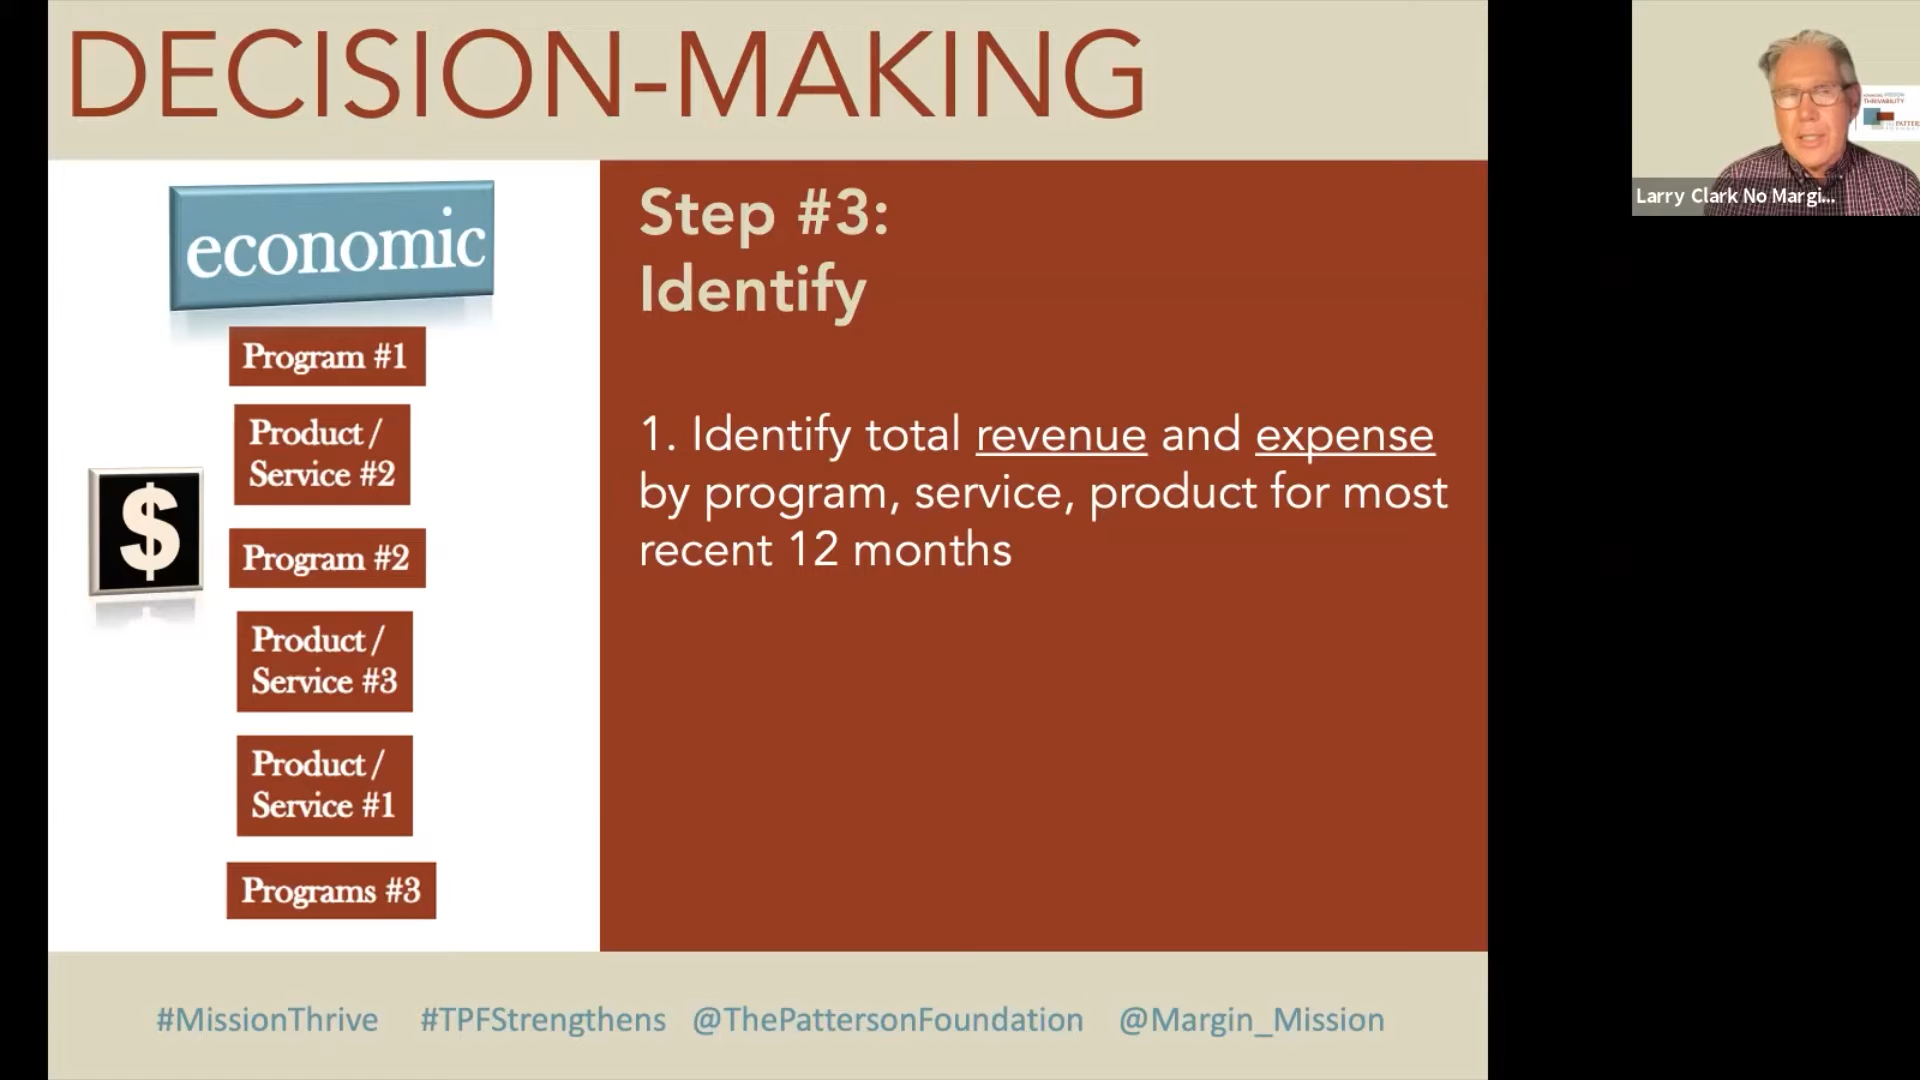 DECISION-MAKING
economic
Program #1
Product /
Service #2
$
Program #2
Product /
Service #3
Product /
Service #1
Programs #3
Step #3:
Identify
1. Identify total revenue and expense
by program, service, product for most
recent 12 months
#MissionThrive #TPFStrengthens @ThePattersonFoundation @Margin_Mission
THRIVABILITY
Larry Clark No Margi...